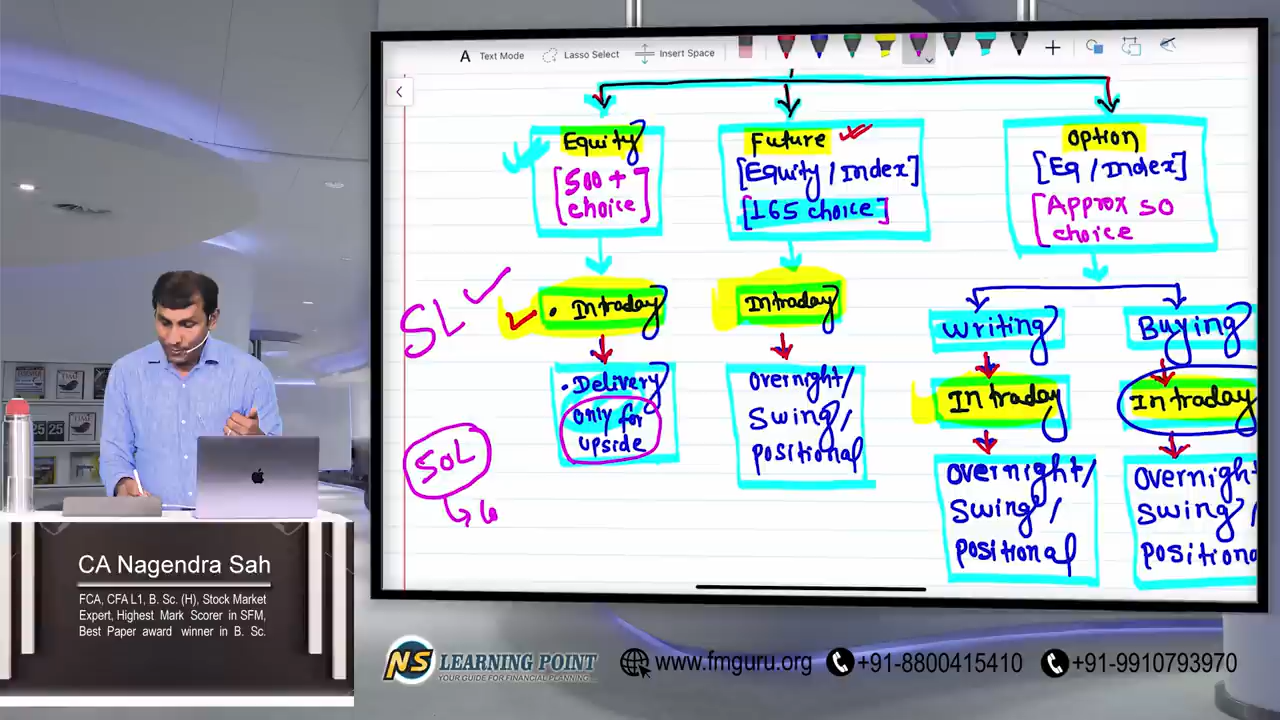 Text Mode
Lasso Select
Insert Space
Equity
[500+
choice]
Future
[Equity/Index]
[165 choice]
Option
[Eq/Index]
[Approx 50
choice
SL
• Intraday
Intraday
Writing
Buying
Intraday
Intraday
• Delivery
only for
upside
Overnight/
Swing/
positional
SOL
Overnight/
Swing/
positional
Overnight
Swing/
positiona
CA Nagendra Sah
FCA, CFA L1, B. Sc. (H), Stock Market
Expert, Highest Mark Scorer in SFM,
Best Paper award winner in B. Sc.
NS LEARNING POINT
YOUR GUIDE FOR FINANCIAL PLANNING...
www.fmguru.org
+91-8800415410
+91-9910793970